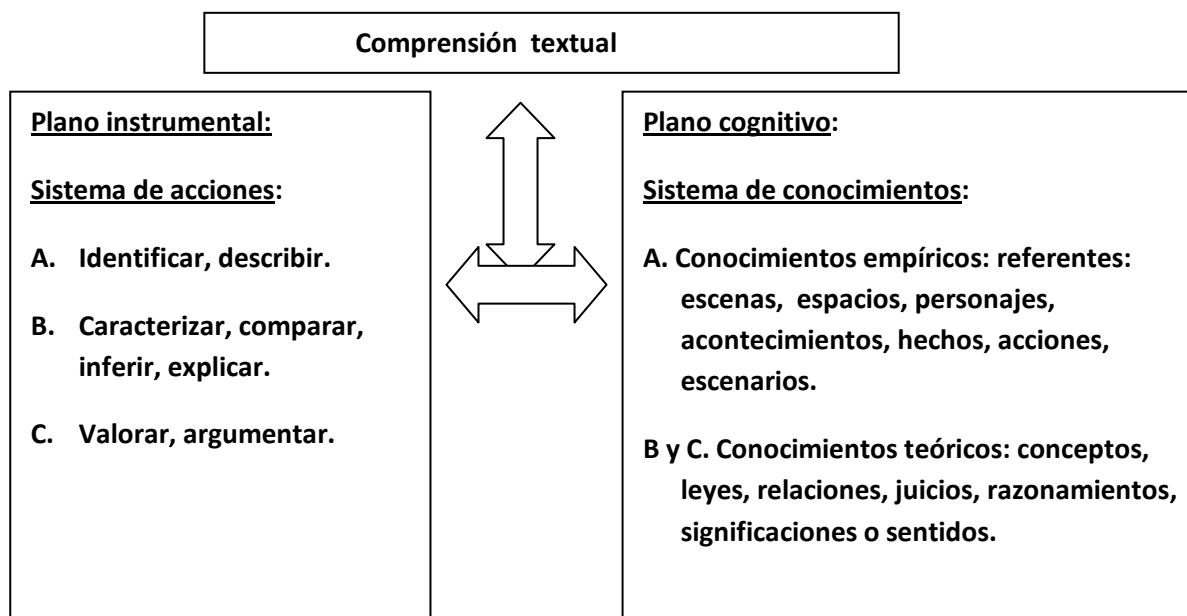 Comprensión textual
Plano instrumental:
Sistema de acciones:
A. Identificar, describir.
B. Caracterizar, comparar,
inferir, explicar.
C. Valorar, argumentar.
Plano cognitivo:
Sistema de conocimientos:
A. Conocimientos empíricos: referentes:
escenas, espacios, personajes,
acontecimientos, hechos, acciones,
escenarios.
B y C. Conocimientos teóricos: conceptos,
leyes, relaciones, juicios, razonamientos,
significaciones o sentidos.